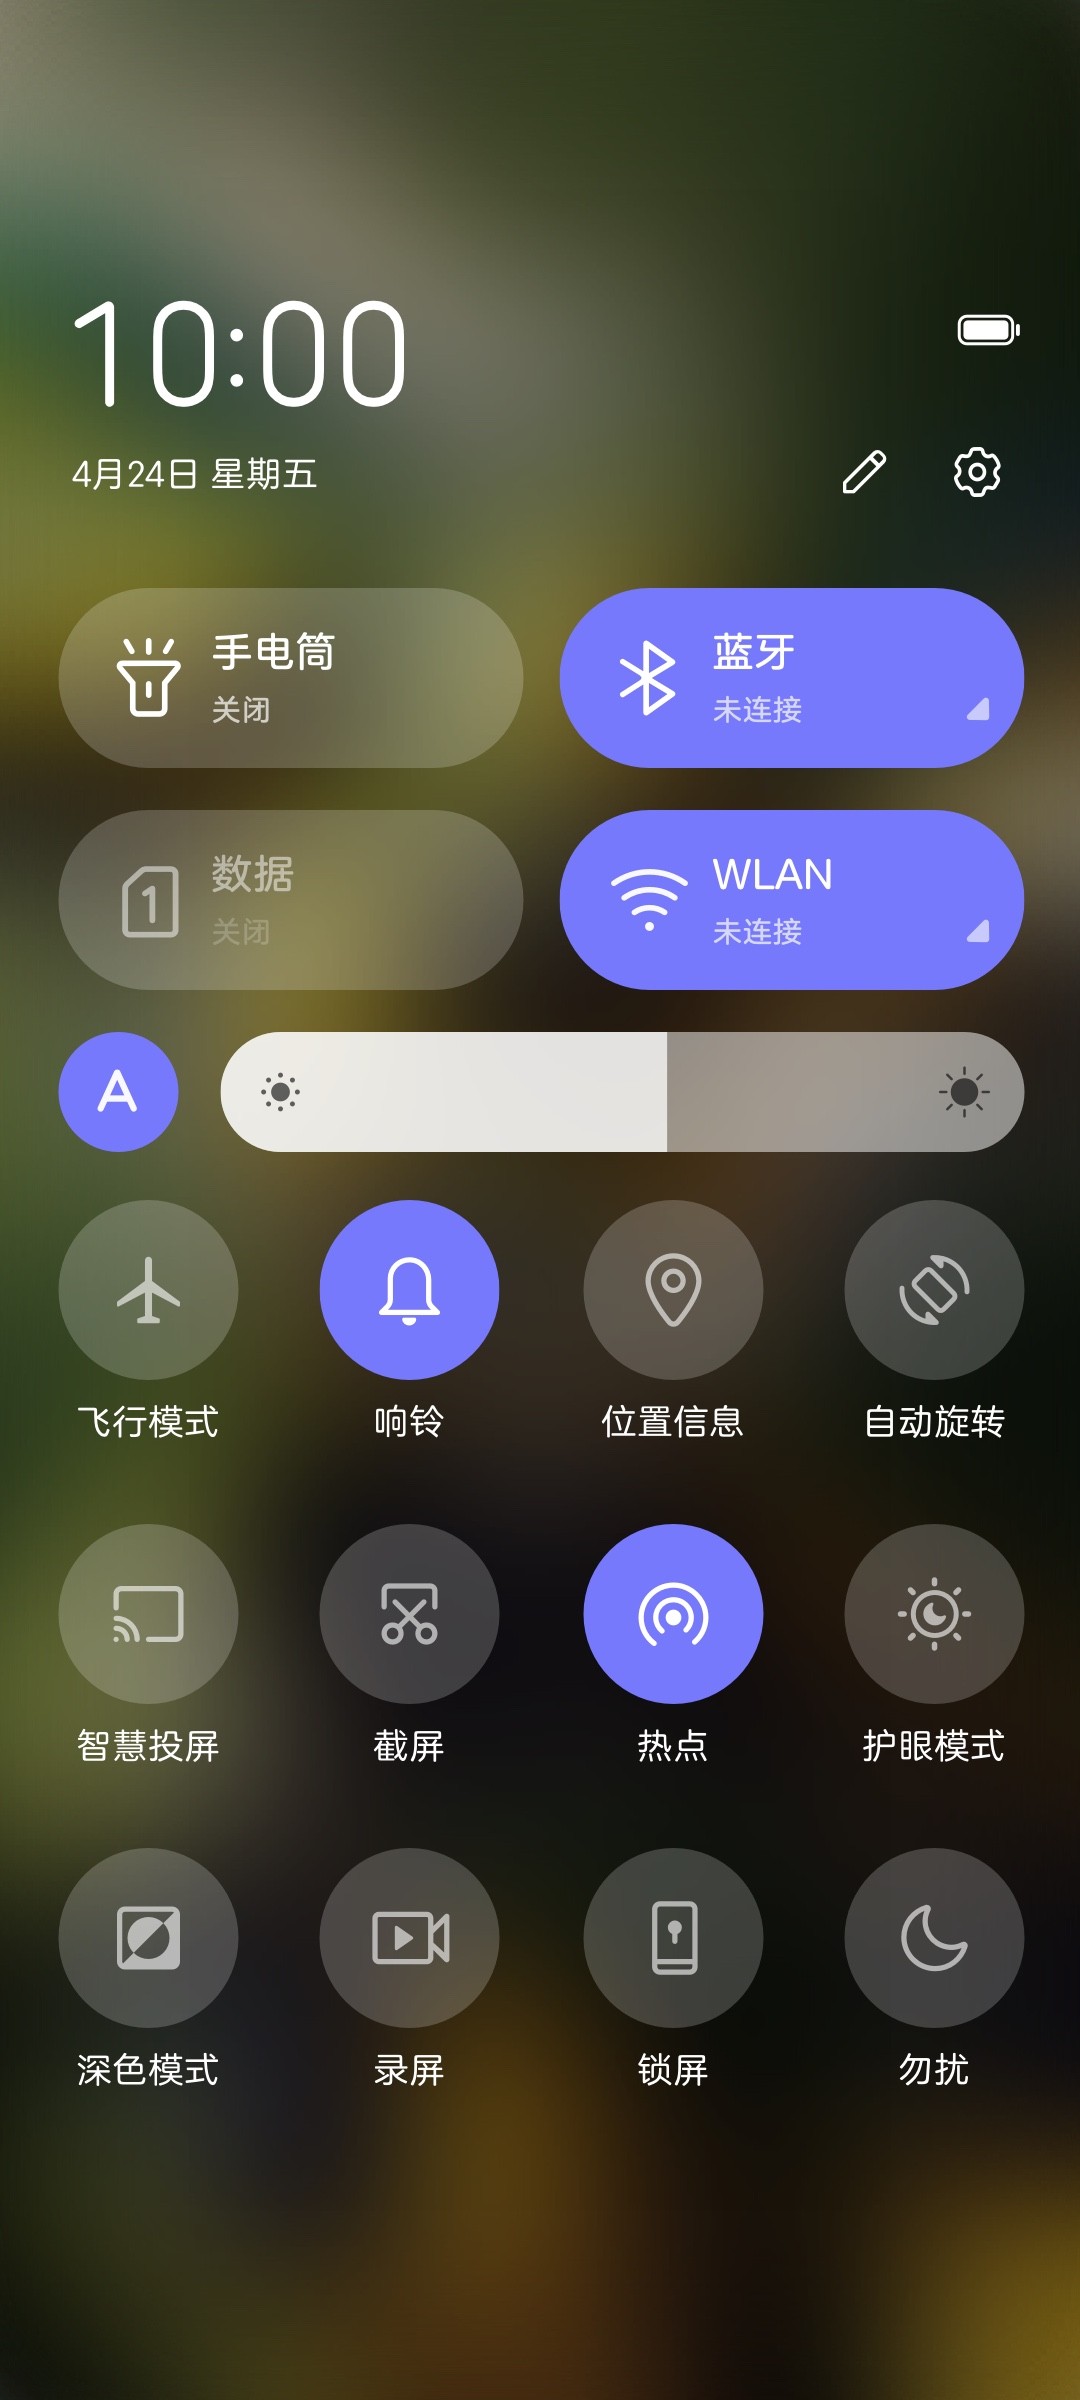 10:00
4月24日 星期五
手电筒
关闭
蓝牙
未连接
数据
关闭
WLAN
未连接
A
飞行模式
响铃
位置信息
自动旋转
智慧投屏
截屏
热点
护眼模式
深色模式
录屏
锁屏
勿扰